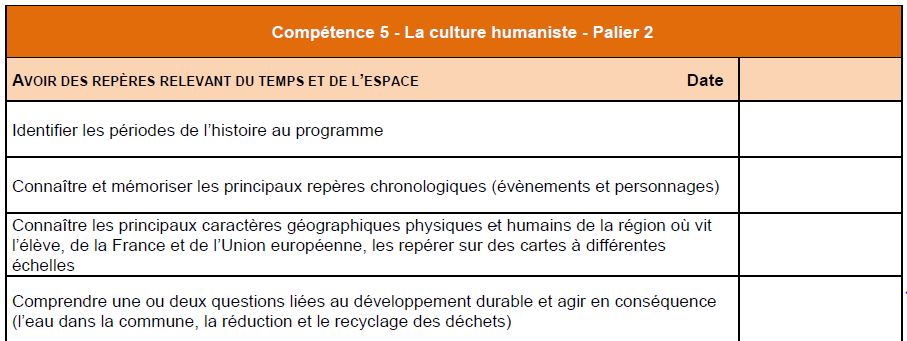 Compétence 5 - La culture humaniste - Palier 2
AVOIR DES REPÈRES RELEVANT DU TEMPS ET DE L'ESPACE Date
Identifier les périodes de l'histoire au programme
Connaître et mémoriser les principaux repères chronologiques (évènements et personnages)
Connaître les principaux caractères géographiques physiques et humains de la région où vit
l'élève, de la France et de l'Union européenne, les repérer sur des cartes à différentes
échelles
Comprendre une ou deux questions liées au développement durable et agir en conséquence
(l'eau dans la commune, la réduction et le recyclage des déchets)